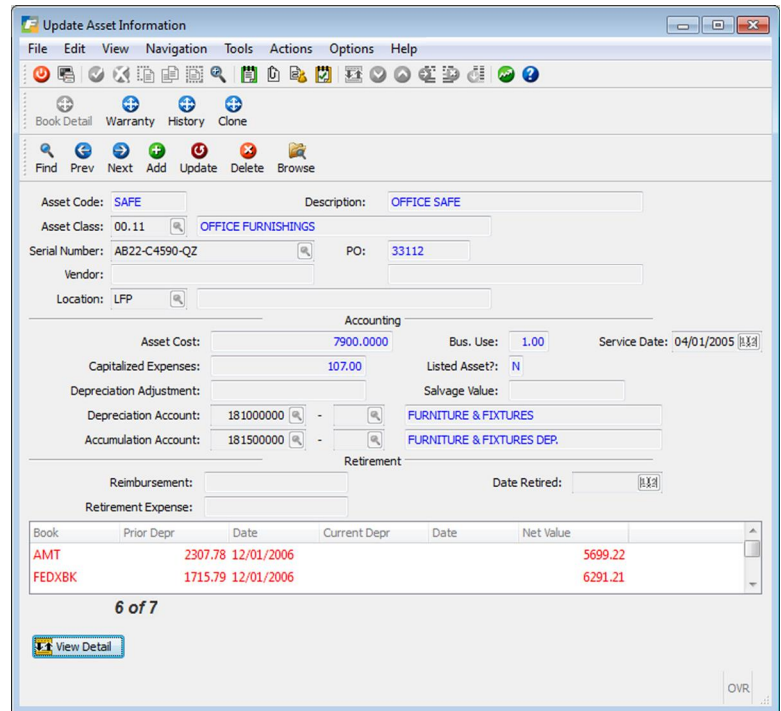 Update Asset Information
File Edit View Navigation Tools Actions Options Help
Book Detail Warranty History Clone
Find Prev Next Add Update Delete Browse
Asset Code: SAFE Description: OFFICE SAFE
Asset Class: 00.11 OFFICE FURNISHINGS
Serial Number: AB22-C4590-QZ PO: 33112
Vendor:
Location: LFP
Accounting
Asset Cost: 7900.0000 Bus. Use: 1.00 Service Date: 04/01/2005
Capitalized Expenses: 107.00 Listed Asset?: N
Depreciation Adjustment: Salvage Value:
Depreciation Account: 181000000 - FURNITURE & FIXTURES
Accumulation Account: 181500000 - FURNITURE & FIXTURES DEP.
Retirement
Reimbursement: Date Retired:
Retirement Expense:
Book Prior Depr Date Current Depr Date Net Value
AMT 2307.78 12/01/2006 5699.22
FEDXBK 1715.79 12/01/2006 6291.21
6 of 7
View Detail
OVR